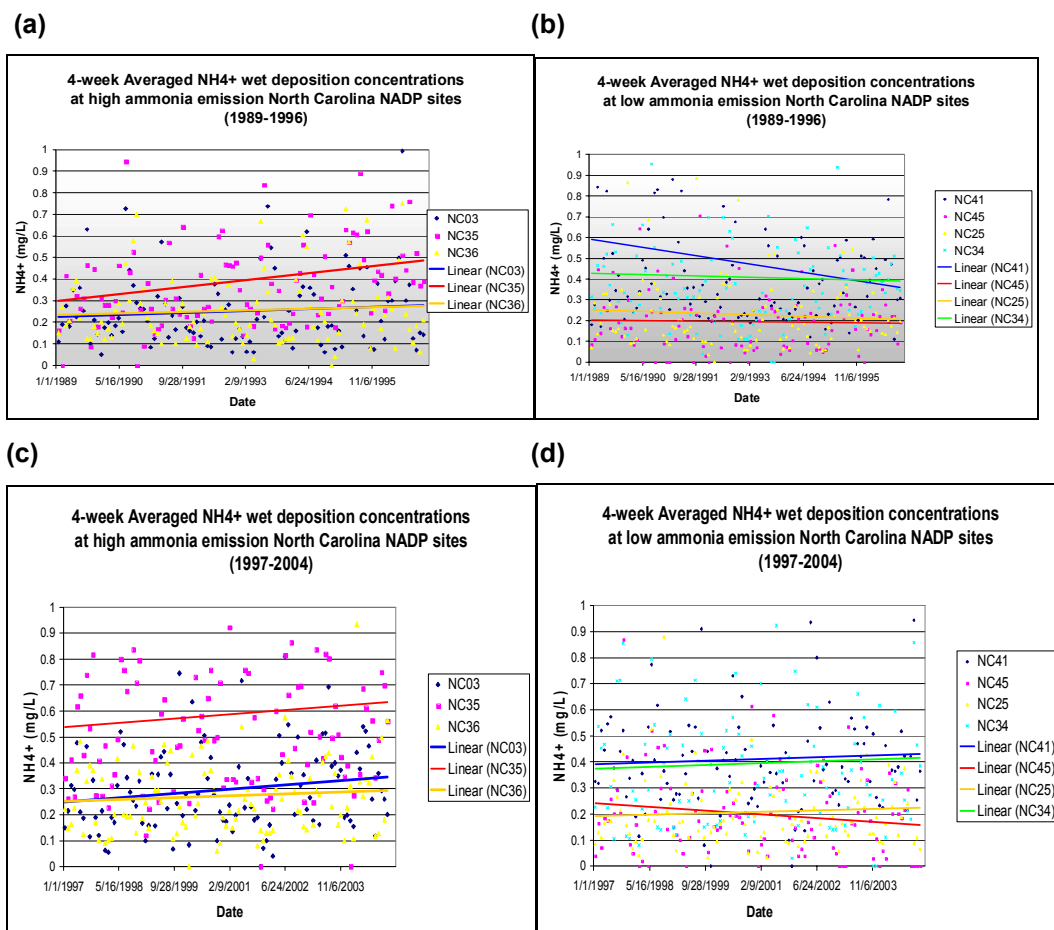 (a)
4-week Averaged NH4+ wet deposition concentrations
at high ammonia emission North Carolina NADP sites
(1989-1996)
NH4+ (mg/L)
1
0.9
0.8
0.7
0.6
0.5
0.4
0.3
0.2
0.1
0
1/1/1989 5/16/1990 9/28/1991 2/9/1993 6/24/1994 11/6/1995
Date
NC03
NC35
NC36
Linear (NC03)
Linear (NC35)
Linear (NC36)
(b)
4-week Averaged NH4+ wet deposition concentrations
at low ammonia emission North Carolina NADP sites
(1989-1996)
NH4+ (mg/L)
1
0.9
0.8
0.7
0.6
0.5
0.4
0.3
0.2
0.1
0
1/1/1989 5/16/1990 9/28/1991 2/9/1993 6/24/1994 11/6/1995
Date
NC41
NC45
NC25
NC34
Linear (NC41)
Linear (NC45)
Linear (NC25)
Linear (NC34)
(c)
4-week Averaged NH4+ wet deposition concentrations
at high ammonia emission North Carolina NADP sites
(1997-2004)
NH4+ (mg/L)
1
0.9
0.8
0.7
0.6
0.5
0.4
0.3
0.2
0.1
0
1/1/1997 5/16/1998 9/28/1999 2/9/2001 6/24/2002 11/6/2003
Date
NC03
NC35
NC36
Linear (NC03)
Linear (NC35)
Linear (NC36)
(d)
4-week Averaged NH4+ wet deposition concentrations
at low ammonia emission North Carolina NADP sites
(1997-2004)
NH4+ (mg/L)
1
0.9
0.8
0.7
0.6
0.5
0.4
0.3
0.2
0.1
0
1/1/1997 5/16/1998 9/28/1999 2/9/2001 6/24/2002 11/6/2003
Date
NC41
NC45
NC25
NC34
Linear (NC41)
Linear (NC45)
Linear (NC25)
Linear (NC34)